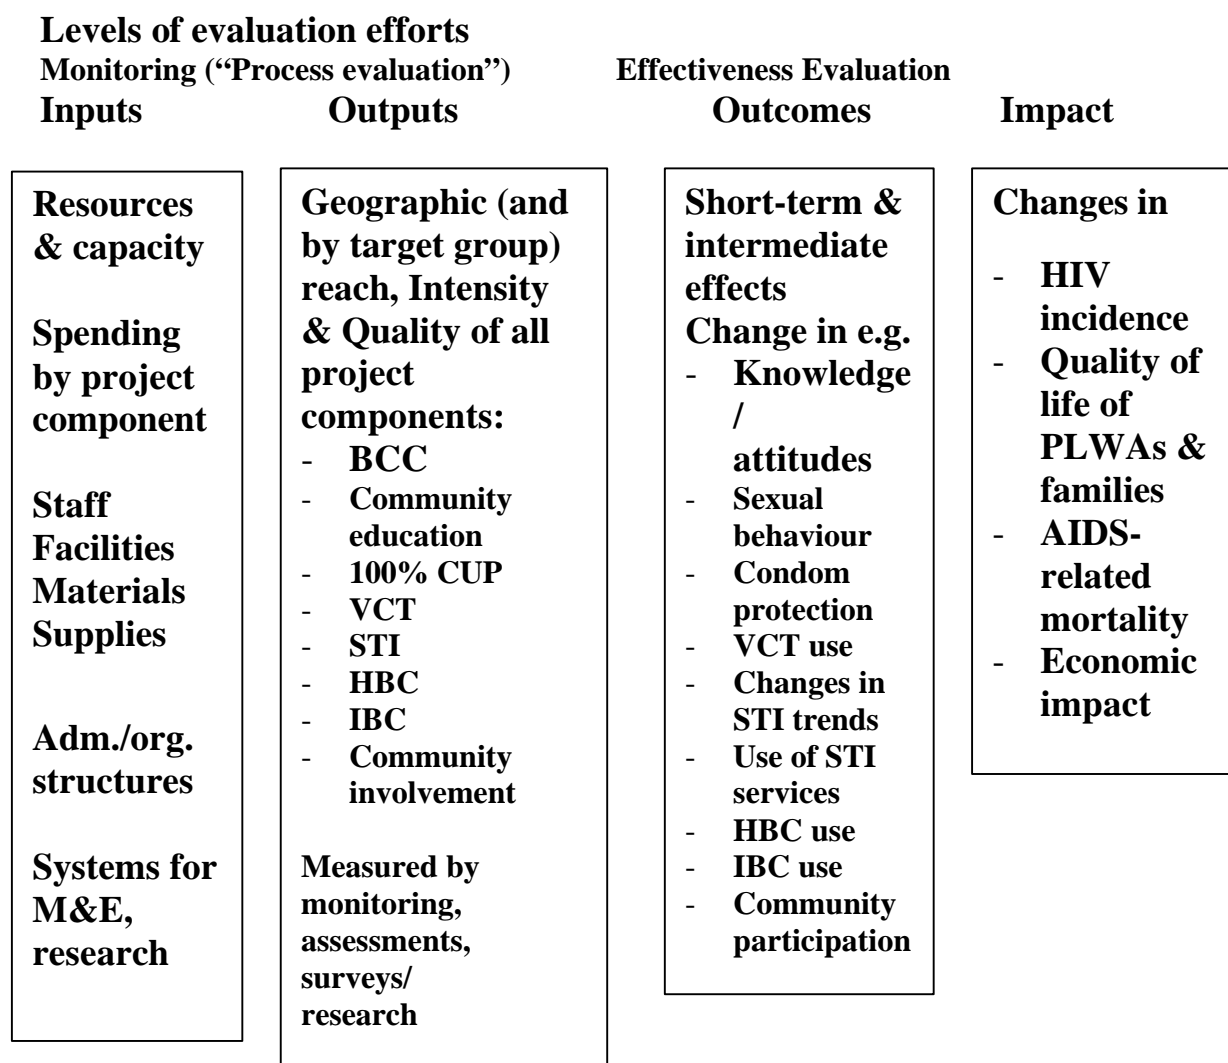 Levels of evaluation efforts
Monitoring (“Process evaluation”) Effectiveness Evaluation
Inputs Outputs Outcomes Impact
Resources
& capacity
Spending
by project
component
Staff
Facilities
Materials
Supplies
Adm./org.
structures
Systems for
M&E,
research
Geographic (and
by target group)
reach, Intensity
& Quality of all
project
components:
- BCC
- Community
education
- 100% CUP
- VCT
- STI
- HBC
- IBC
- Community
involvement
Measured by
monitoring,
assessments,
surveys/
research
Short-term &
intermediate
effects
Change in e.g.
- Knowledge
/
attitudes
- Sexual
behaviour
- Condom
protection
- VCT use
- Changes in
STI trends
- Use of STI
services
- HBC use
- IBC use
- Community
participation
Changes in
- HIV
incidence
- Quality of
life of
PLWAs &
families
- AIDS-
related
mortality
- Economic
impact